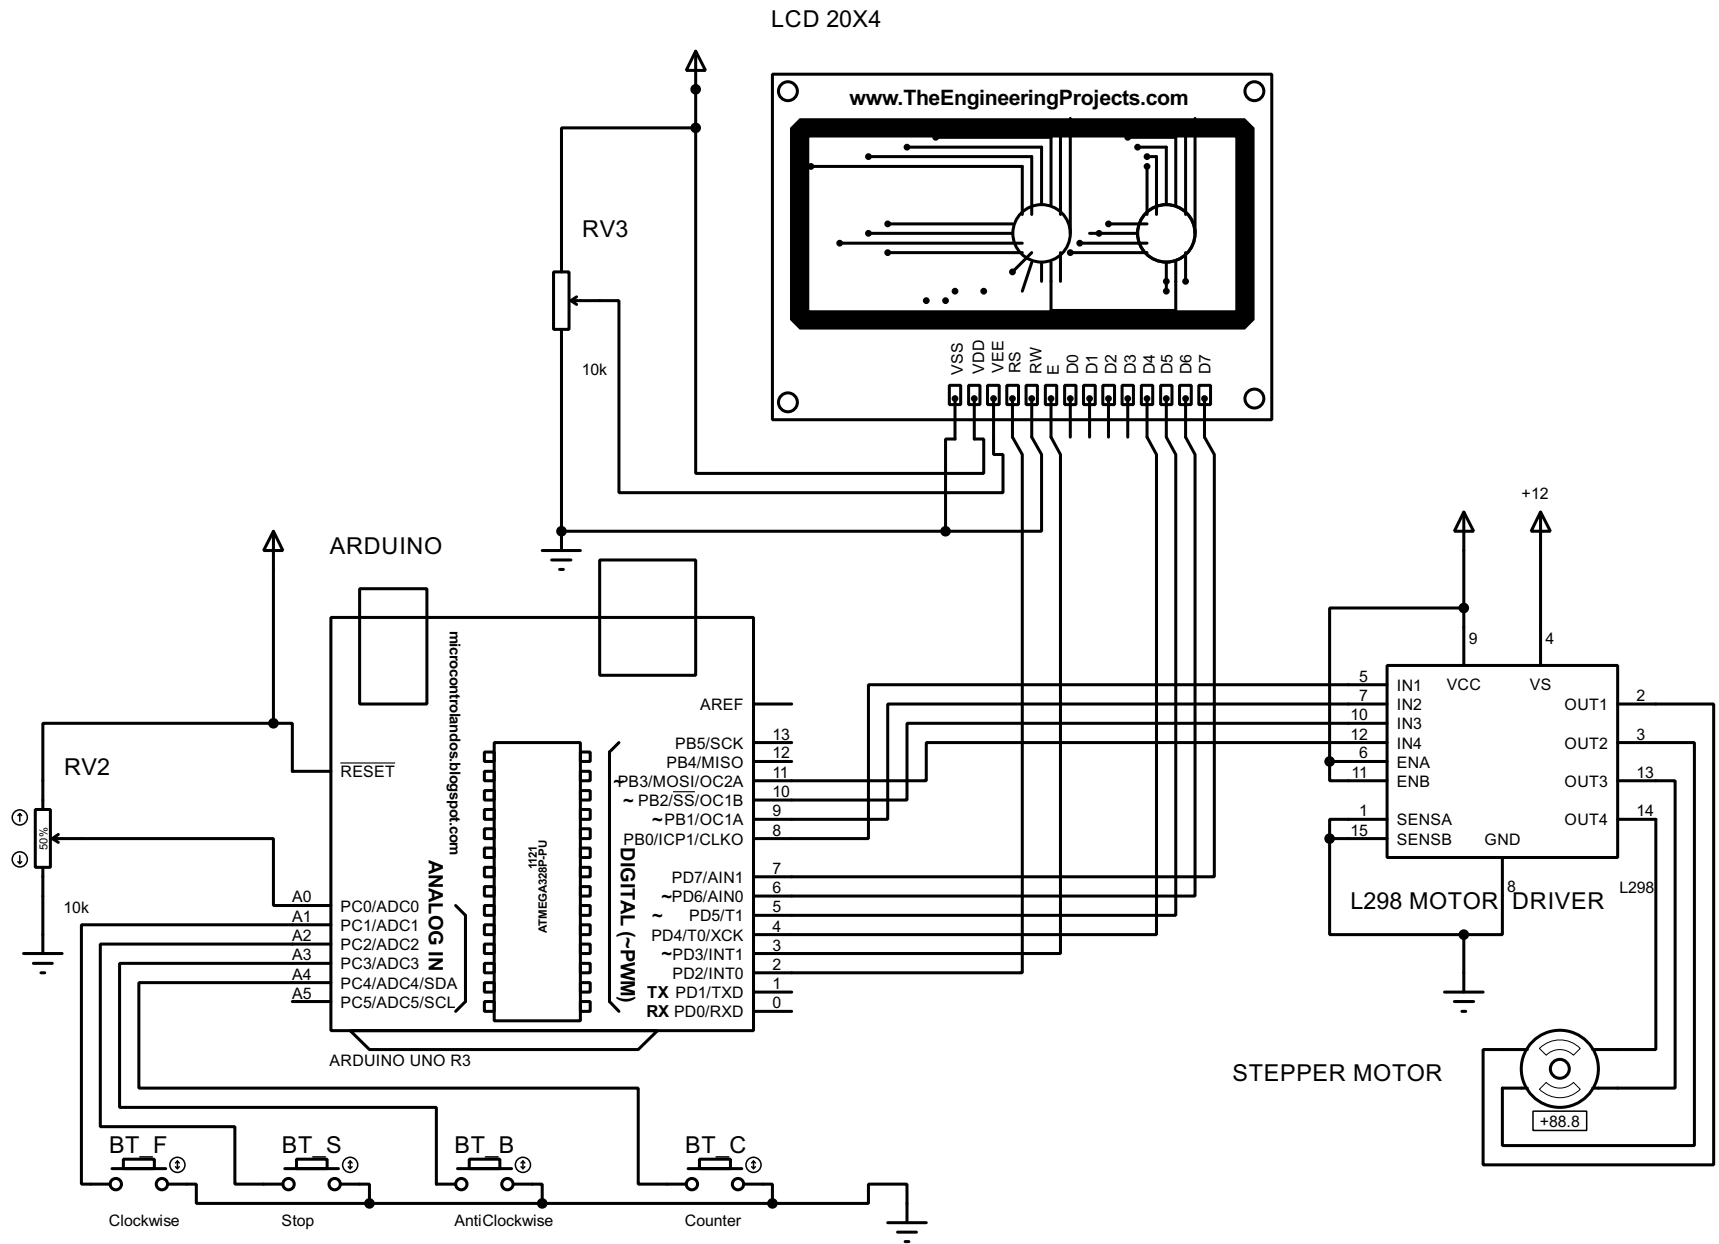 LCD 20X4
www.TheEngineeringProjects.com
RV3
10k
VSS
VDD
VEE
RS
RW
E
D0
D1
D2
D3
D4
D5
D6
D7
+12
ARDUINO
microcontrolandos.blogspot.com
RV2
50%
10k
RESET
AREF
PB5/SCK 13
PB4/MISO 12
~PB3/MOSI/OC2A 11
~ PB2/SS/OC1B 10
~PB1/OC1A 9
PB0/ICP1/CLKO 8
PD7/AIN1 7
~PD6/AIN0 6
~ PD5/T1 5
PD4/T0/XCK 4
~PD3/INT1 3
PD2/INT0 2
TX PD1/TXD 1
RX PD0/RXD 0
A0 PC0/ADC0
A1 PC1/ADC1
A2 PC2/ADC2
A3 PC3/ADC3
A4 PC4/ADC4/SDA
A5 PC5/ADC5/SCL
ANALOG IN
1121
ATMEGA328P-PU
DIGITAL (~PWM)
ARDUINO UNO R3
9
4
VCC
VS
5 IN1
7 IN2
10 IN3
12 IN4
6 ENA
11 ENB
1 SENSA
15 SENSB
GND
8
OUT1 2
OUT2 3
OUT3 13
OUT4 14
L298
L298 MOTOR DRIVER
STEPPER MOTOR
+88.8
BT_F
BT_S
BT_B
BT_C
Clockwise
Stop
AntiClockwise
Counter